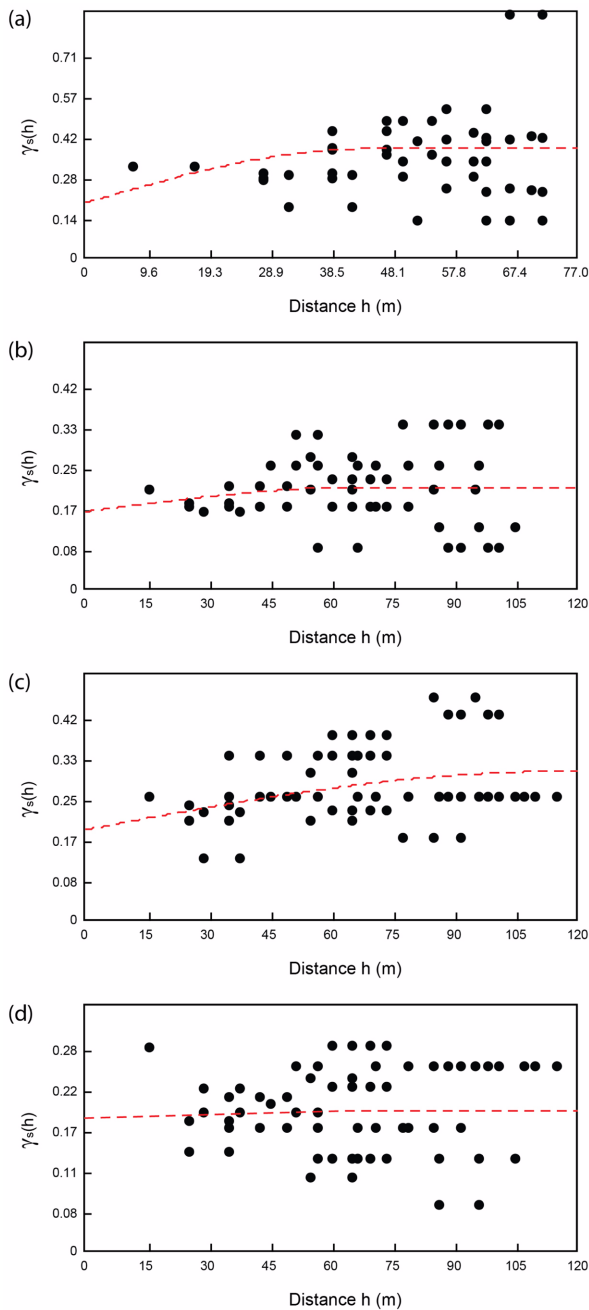 (a)
0.71
0.57
0.42
0.28
0.14
0
γs(h)
0 9.6 19.3 28.9 38.5 48.1 57.8 67.4 77.0
Distance h (m)
(b)
0.42
0.33
0.25
0.17
0.08
0
γs(h)
0 15 30 45 60 75 90 105 120
Distance h (m)
(c)
0.42
0.33
0.25
0.17
0.08
0
γs(h)
0 15 30 45 60 75 90 105 120
Distance h (m)
(d)
0.28
0.22
0.17
0.11
0.08
0
γs(h)
0 15 30 45 60 75 90 105 120
Distance h (m)